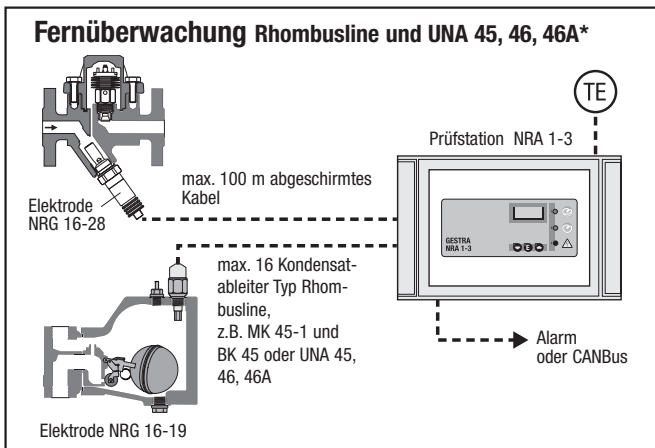 Fernüberwachung Rhombusline und UNA 45, 46, 46A*
TE
Prüfstation NRA 1-3
Elektrode
NRG 16-28
max. 100 m abgeschirmtes
Kabel
GESTRA
NRA 1-3
max. 16 Kondensat-
ableiter Typ Rhom-
busline,
z.B. MK 45-1 und
BK 45 oder UNA 45,
46, 46A
Alarm
oder CANBus
Elektrode NRG 16-19